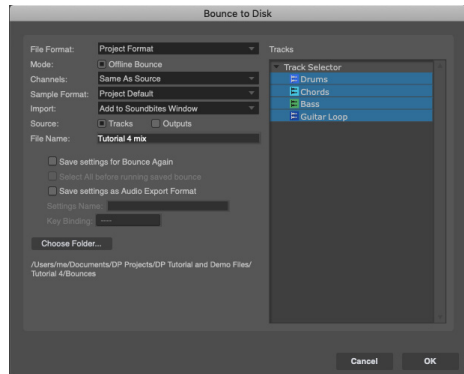 Bounce to Disk
File Format: Project Format
Mode: Offline Bounce
Channels: Same As Source
Sample Format: Project Default
Import: Add to Soundbites Window
Source: Tracks Outputs
File Name: Tutorial 4 mix
Save settings for Bounce Again
Select All before running saved bounce
Save settings as Audio Export Format
Settings Name:
Key Binding: ----
Choose Folder...
/Users/me/Documents/DP Projects/DP Tutorial and Demo Files/
Tutorial 4/Bounces
Tracks
Track Selector
Drums
Chords
Bass
Guitar Loop
Cancel OK